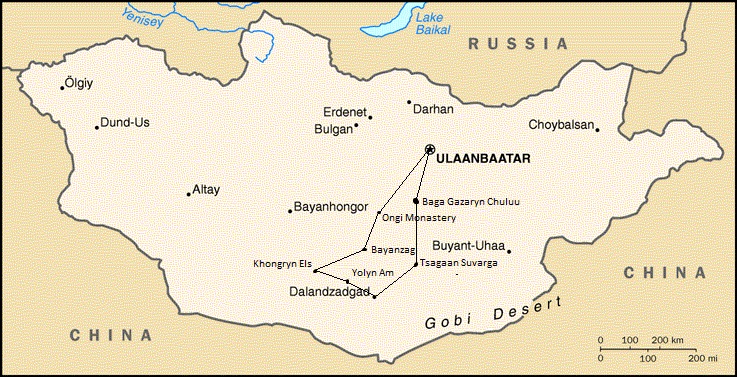 Yenisey
Lake
Baikal
RUSSIA
Ölgiy
Dund-Us
Erdenet
Bulgan
Darhan
Choybalsan
ULAANBAATAR
Altay
Bayanhongor
Baga Gazaryn Chuluu
Ongi Monastery
Bayanzag
Buyant-Uhaa
Khongryn Els
Yolyn Am
Tsagaan Suvarga
Dalandzadgad
CHINA
Gobi Desert
CHINA
0 100 200 km
0 100 200 mi